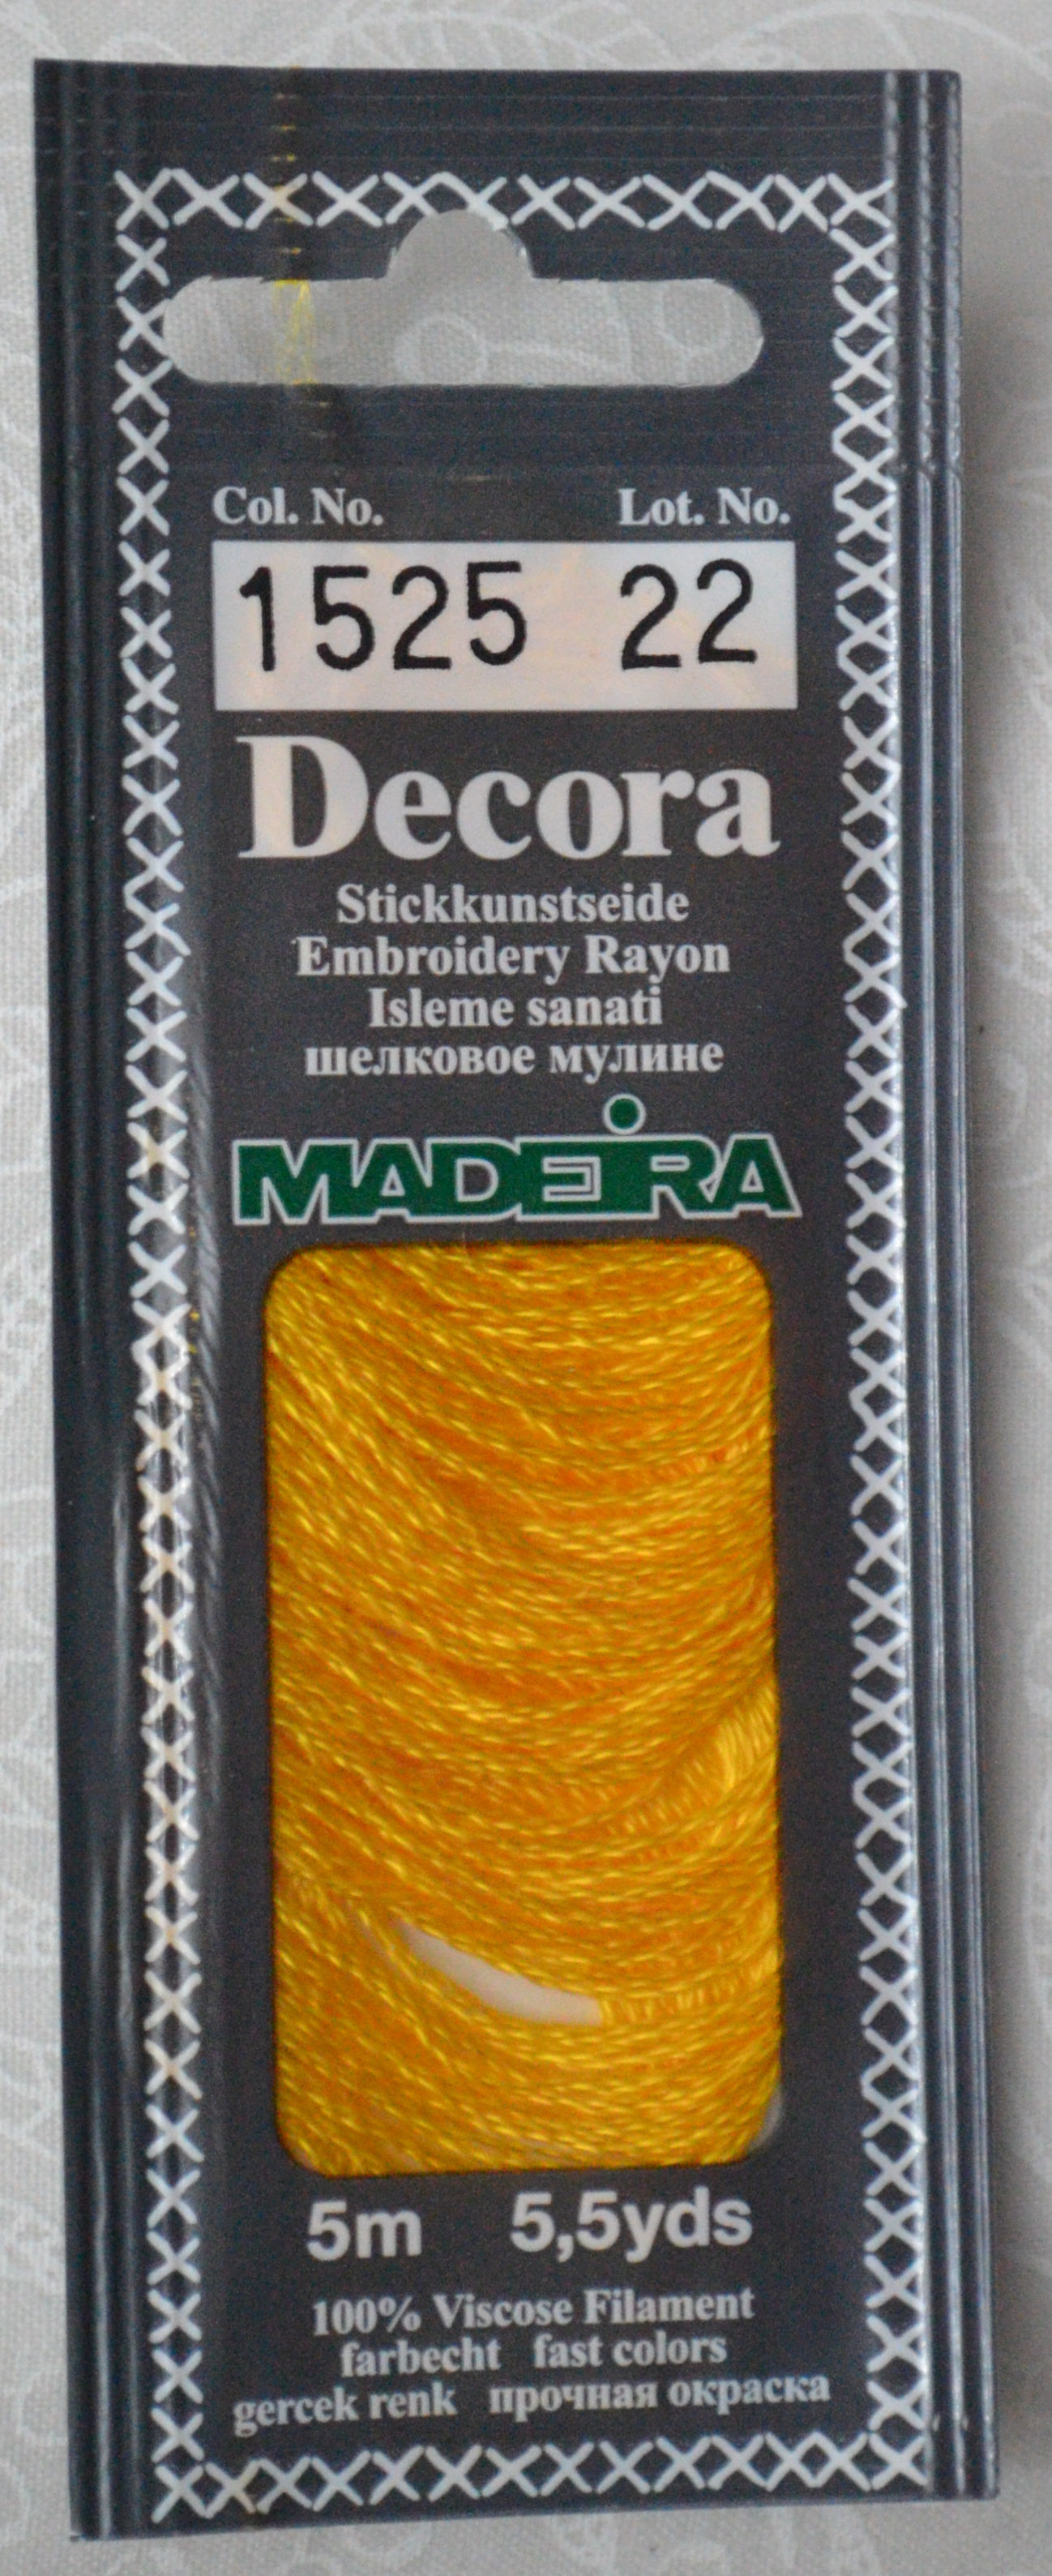 Col. No. Lot. No.
1525 22
Decora
Stickkunstseide
Embroidery Rayon
Isleme sanati
шелковое мулине
MADEIRA
5m 5,5yds
100% Viscose Filament
farbecht fast colors
gercek renk прочная окраска